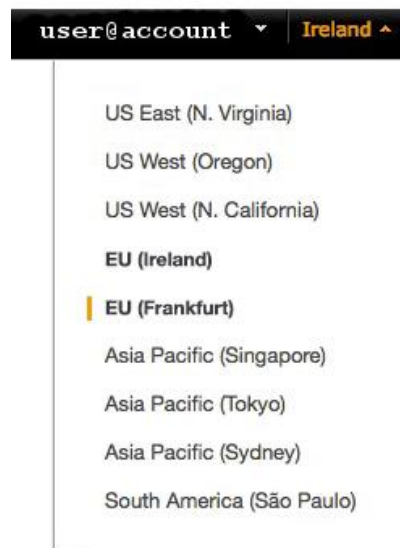 user@account Ireland
US East (N. Virginia)
US West (Oregon)
US West (N. California)
EU (Ireland)
EU (Frankfurt)
Asia Pacific (Singapore)
Asia Pacific (Tokyo)
Asia Pacific (Sydney)
South America (São Paulo)